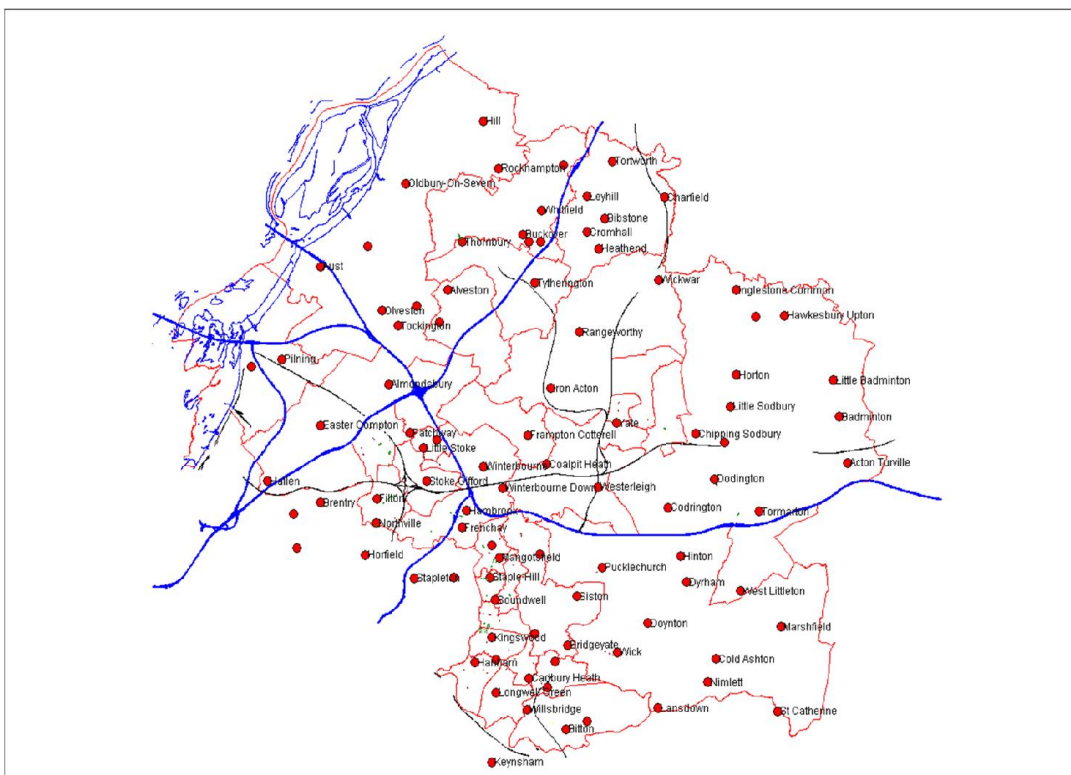 Hill
Rockhampton
Tortworth
Oldbury-On-Severn
Leyhill
Charfield
Whitfield
Bibstone
Buckover
Cromhall
Thornbury
Heathend
Aust
Tytherington
Wickwar
Alveston
Inglestone Common
Olveston
Hawkesbury Upton
Tockington
Rangeworthy
Pilning
Horton
Almondsbury
Little Badminton
Iron Acton
Little Sodbury
Badminton
Easter Compton
Yate
Patchway
Frampton Cotterell
Chipping Sodbury
Little Stoke
Winterbourne
Coalpit Heath
Acton Turville
Hallen
Stoke Gifford
Dodington
Winterbourne Down
Westerleigh
Filton
Brentry
Codrington
Tormarton
Hambrook
Northville
Frenchay
Horfield
Mangotsfield
Hinton
Pucklechurch
Stapleton
Staple Hill
Dyrham
West Littleton
Siston
Soundwell
Doynton
Marshfield
Kingswood
Bridgeyate
Wick
Hanham
Cold Ashton
Cadbury Heath
Nimlett
Longwell Green
Willsbridge
Lansdown
St Catherine
Bitton
Keynsham